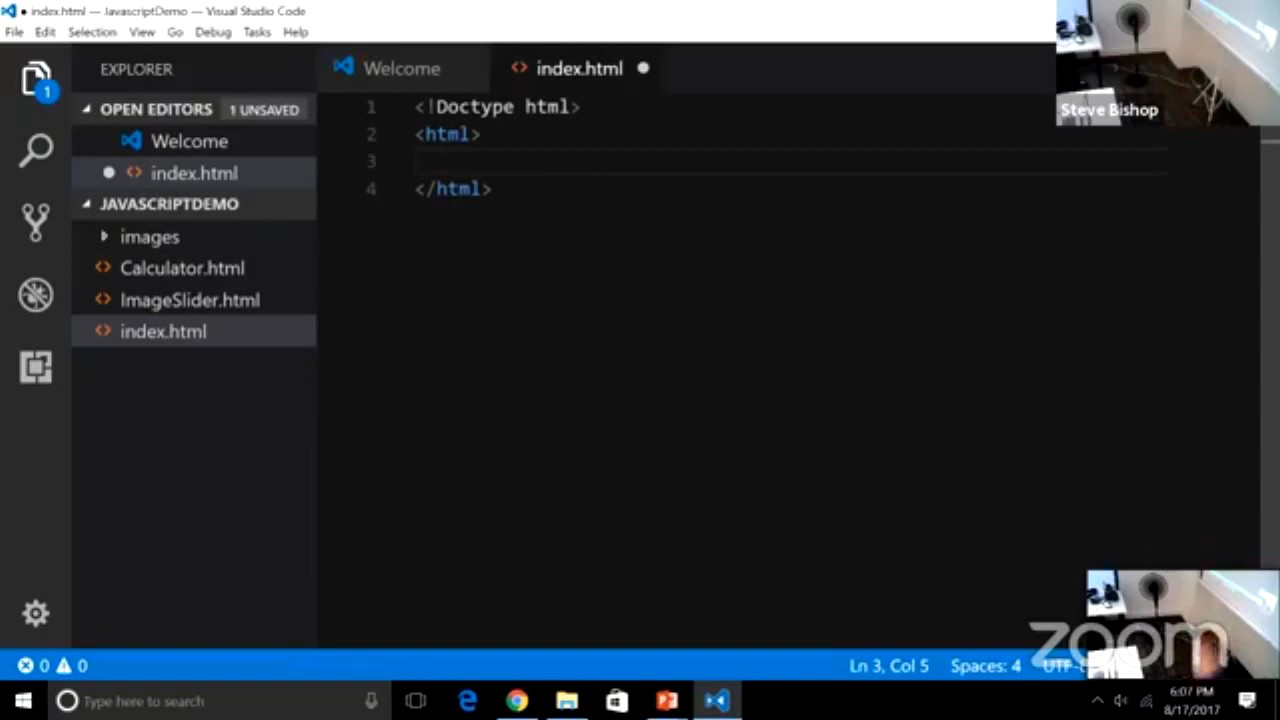 index.html — JavascriptDemo — Visual Studio Code
File Edit Selection View Go Debug Tasks Help
EXPLORER
Welcome
index.html
1
OPEN EDITORS 1 UNSAVED
Welcome
index.html
JAVASCRIPTDEMO
images
Calculator.html
ImageSlider.html
index.html
1 <!Doctype html>
2 <html>
3
4 </html>
Steve Bishop
zoom
0 0
Ln 3, Col 5 Spaces: 4
Type here to search
6:07 PM
8/17/2017